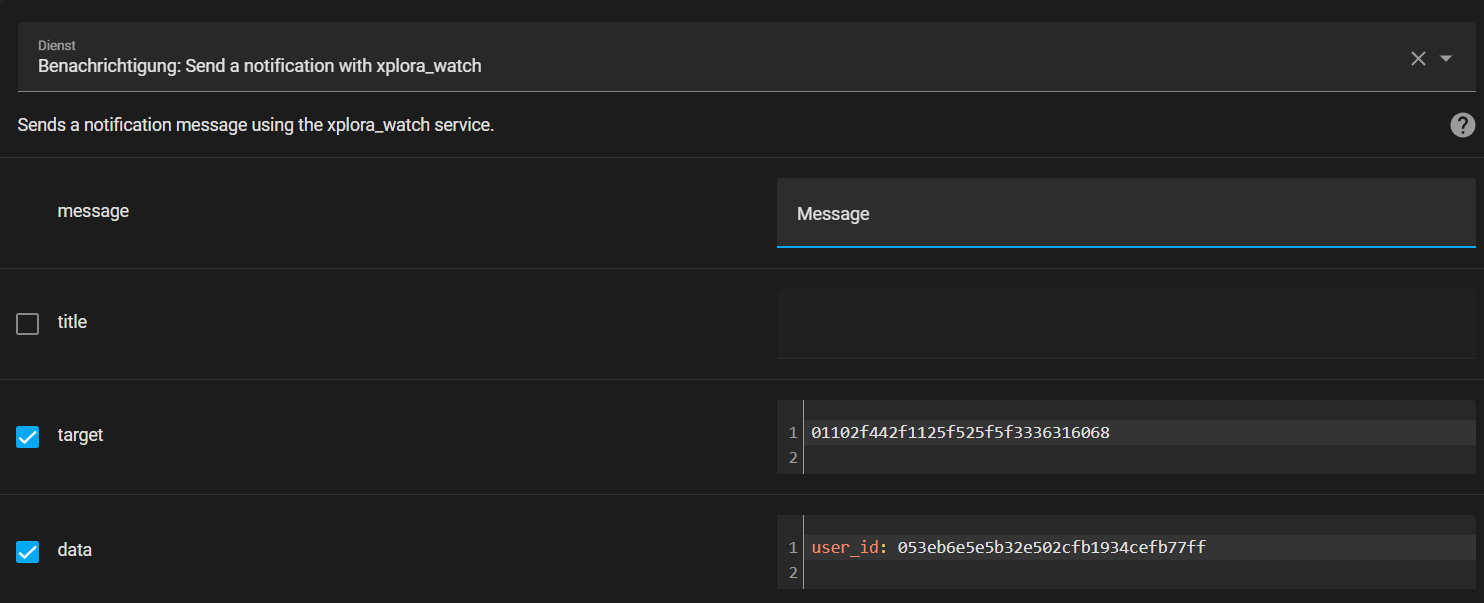 Dienst
Benachrichtigung: Send a notification with xplora_watch
Sends a notification message using the xplora_watch service.
?
message
Message
title
target
1 01102f442f1125f525f5f3336316068
2
data
1 user_id: 053eb6e5e5b32e502cfb1934cefb77ff
2